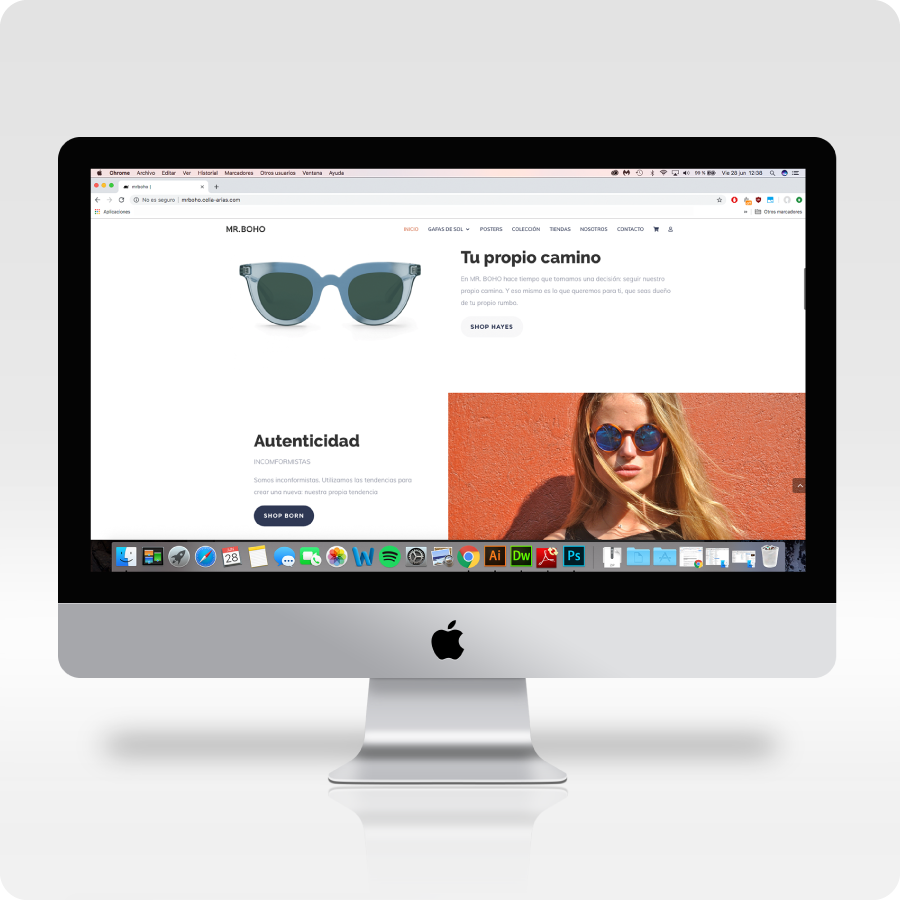 Chrome Archivo Editar Ver Historial Marcadores Otros usuarios Ventana Ayuda
99 % Vie 28 jun 12:38
mrboho |
No es seguro | mrboho.colia-arias.com
Aplicaciones
Otros marcadores
MR.BOHO
INICIO GAFAS DE SOL POSTERS COLECCIÓN TIENDAS NOSOTROS CONTACTO
Tu propio camino
En MR. BOHO hace tiempo que tomamos una decisión: seguir nuestro
propio camino. Y eso mismo es lo que queremos para ti, que seas dueño
de tu propio rumbo.
SHOP HAYES
Autenticidad
INCOMFORMISTAS
Somos inconformistas. Utilizamos las tendencias para
crear una nueva: nuestra propia tendencia
SHOP BORN
28
Ai
Dw
Ps